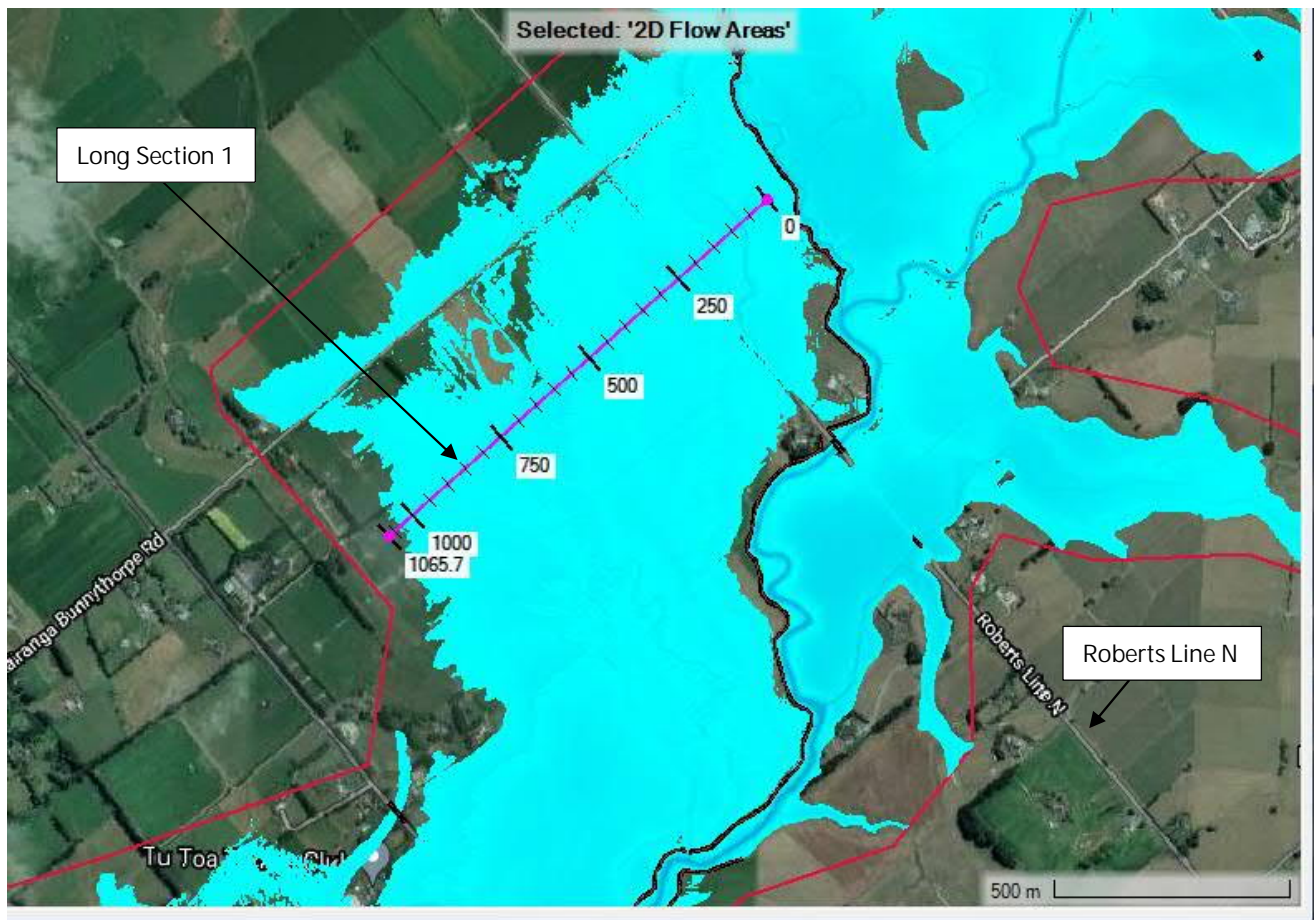 Selected: '2D Flow Areas'
Long Section 1
0
250
500
750
1000
1065.7
airanga Bunnythorpe Rd
Roberts Line N
Roberts Line N
Tu Toa
500 m